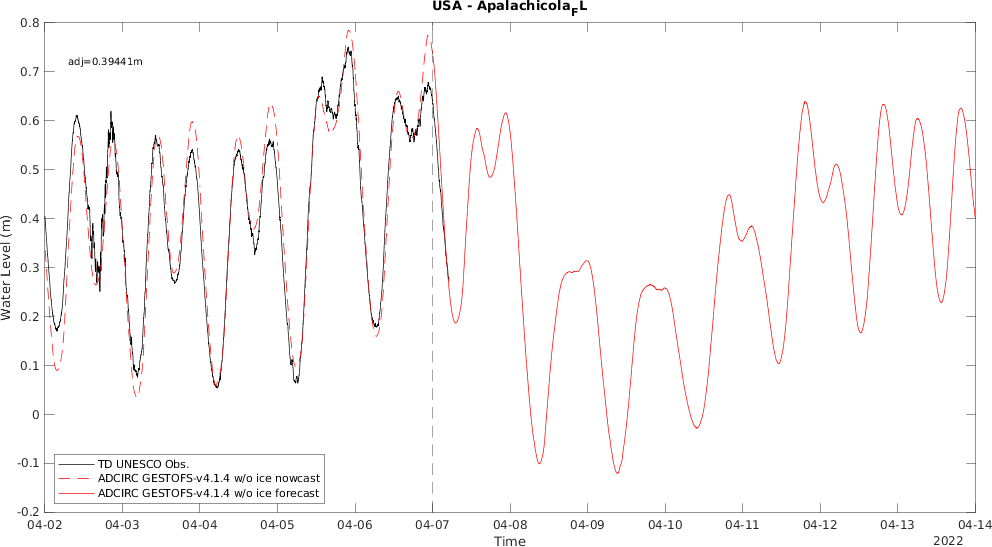 USA - Apalachicola_FL
adj=0.39441m
Water Level (m)
0.8
0.7
0.6
0.5
0.4
0.3
0.2
0.1
0
-0.1
-0.2
TD UNESCO Obs.
ADCIRC GESTOFS-v4.1.4 w/o ice nowcast
ADCIRC GESTOFS-v4.1.4 w/o ice forecast
04-02 04-03 04-04 04-05 04-06 04-07 04-08 04-09 04-10 04-11 04-12 04-13 04-14
Time
2022